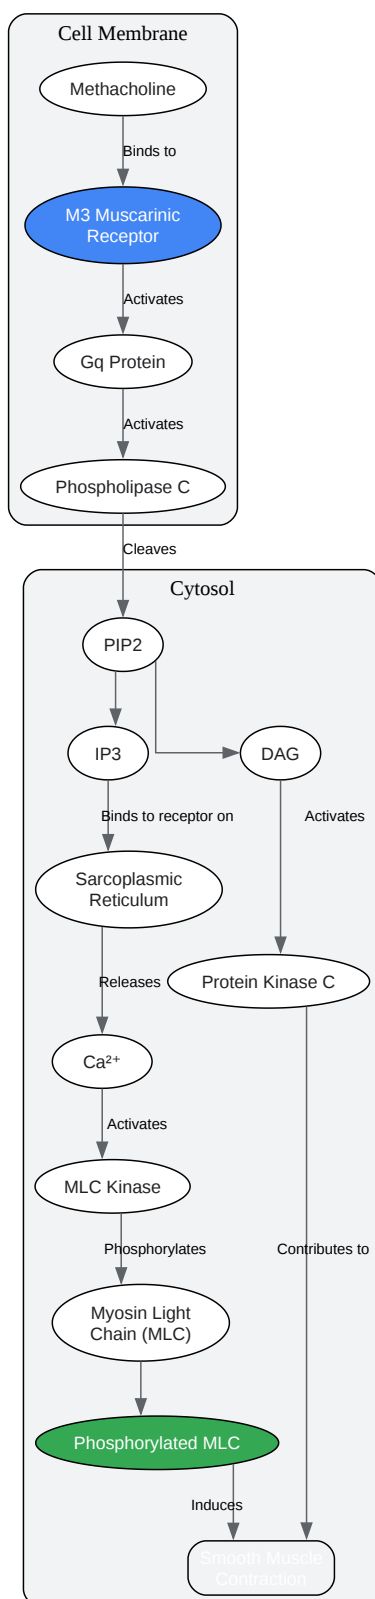 Cell Membrane
Methacholine
Binds to
M3 Muscarinic
Receptor
Activates
Gq Protein
Activates
Phospholipase C
Cleaves
Cytosol
PIP2
IP3
DAG
Binds to receptor on
Activates
Sarcoplasmic
Reticulum
Releases
Protein Kinase C
Ca²⁺
Activates
MLC Kinase
Phosphorylates
Contributes to
Myosin Light
Chain (MLC)
Phosphorylated MLC
Induces
Smooth Muscle
Contraction